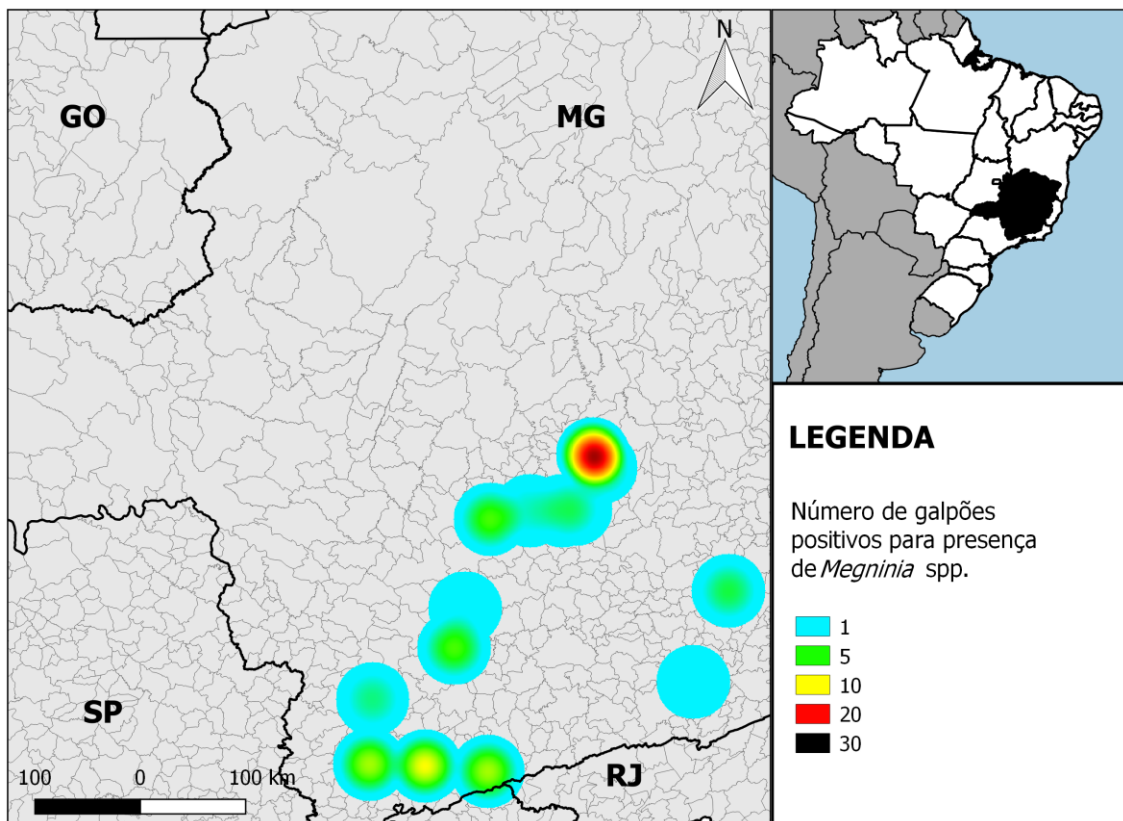 N
GO
MG
SP
RJ
100 0 100 km
LEGENDA
Número de galpões
positivos para presença
de Megninia spp.
1
5
10
20
30